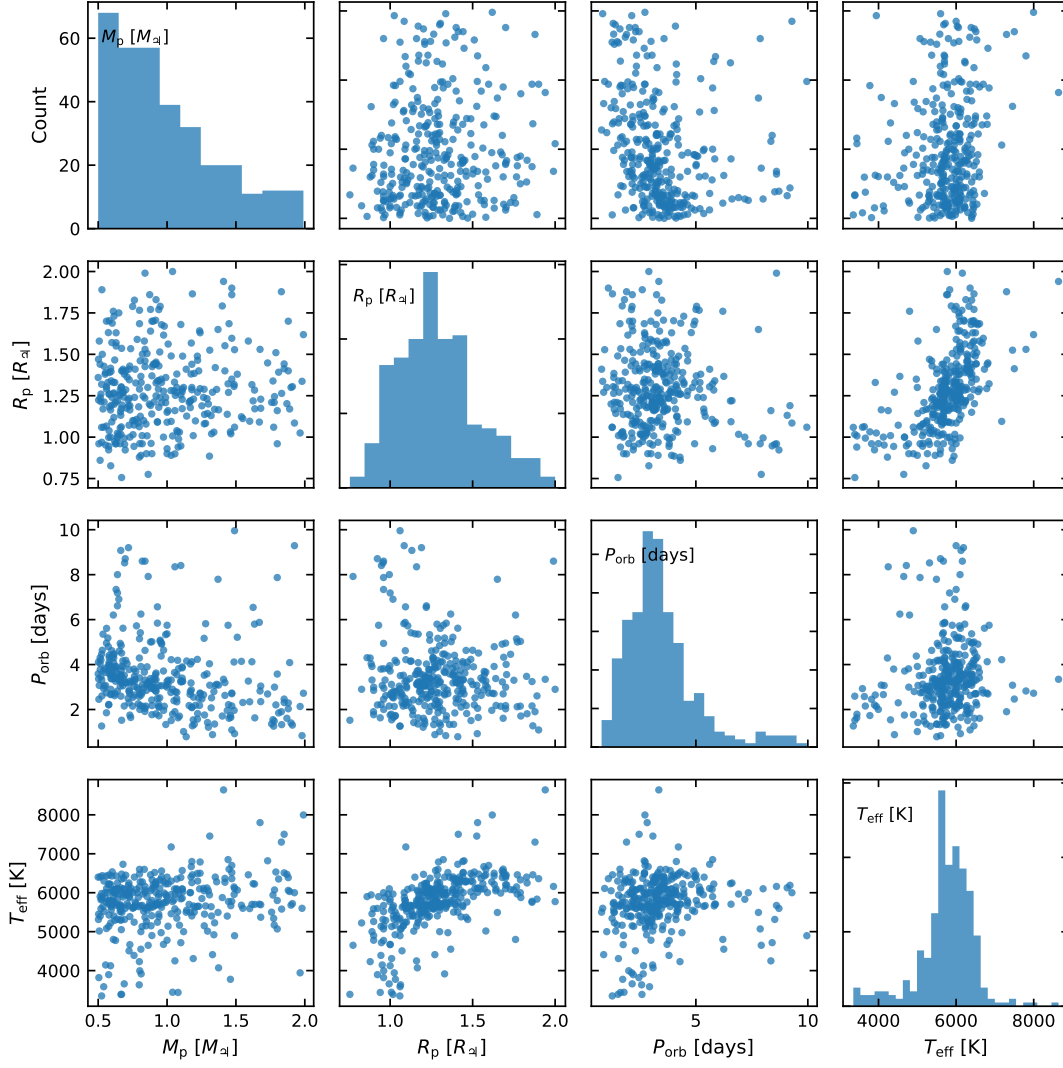 M_p [M_♃]
60
40
20
0
Count
R_p [R_♃]
2.00
1.75
1.50
1.25
1.00
0.75
R_p [R_♃]
P_orb [days]
10
8
6
4
2
P_orb [days]
T_eff [K]
8000
7000
6000
5000
4000
T_eff [K]
0.5 1.0 1.5 2.0 1.0 1.5 2.0 5 10 4000 6000 8000
M_p [M_♃] R_p [R_♃] P_orb [days] T_eff [K]